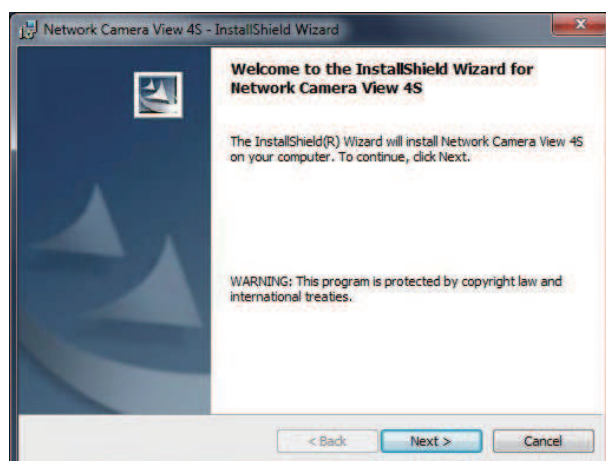 Network Camera View 4S - InstallShield Wizard
Welcome to the InstallShield Wizard for
Network Camera View 4S
The InstallShield(R) Wizard will install Network Camera View 4S
on your computer. To continue, click Next.
WARNING: This program is protected by copyright law and
international treaties.
< Back
Next >
Cancel